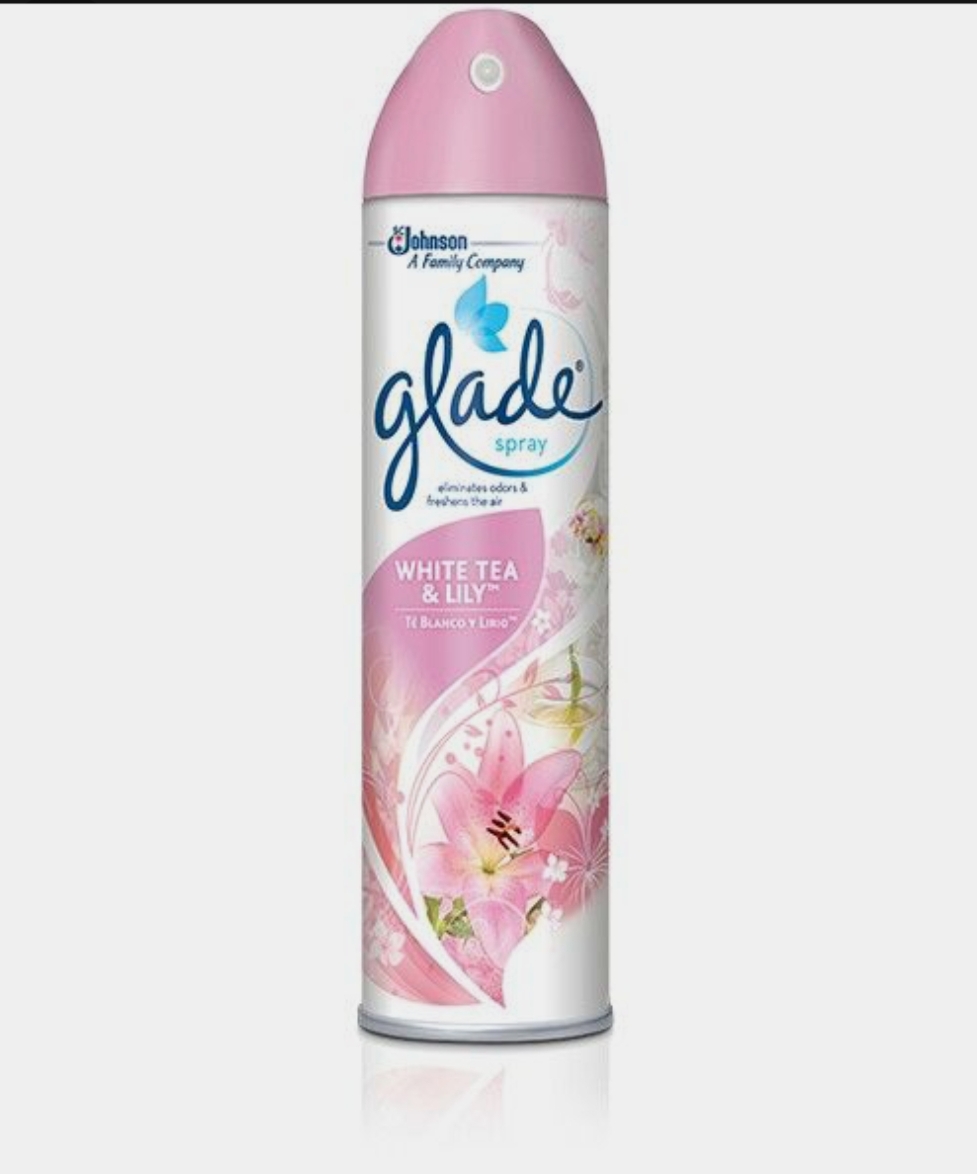 SC Johnson
A Family Company
glade®
spray
eliminates odors &
freshens the air
WHITE TEA
& LILY™
TÉ BLANCO Y LIRIO™